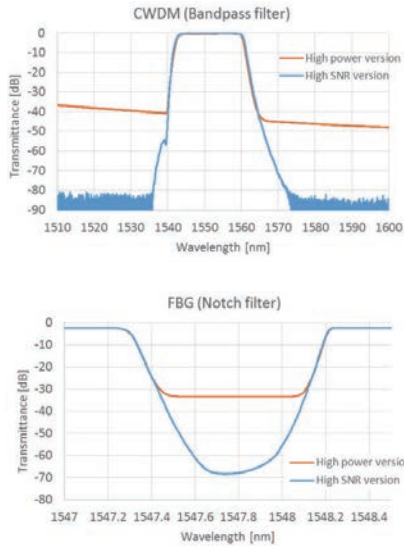 CWDM (Bandpass filter)
Transmittance [dB]
0
-10
-20
-30
-40
-50
-60
-70
-80
-90
High power version
High SNR version
1510 1520 1530 1540 1550 1560 1570 1580 1590 1600
Wavelength [nm]
FBG (Notch filter)
Transmittance [dB]
0
-10
-20
-30
-40
-50
-60
-70
-80
High power version
High SNR version
1547 1547.2 1547.4 1547.6 1547.8 1548 1548.2 1548.4
Wavelength [nm]